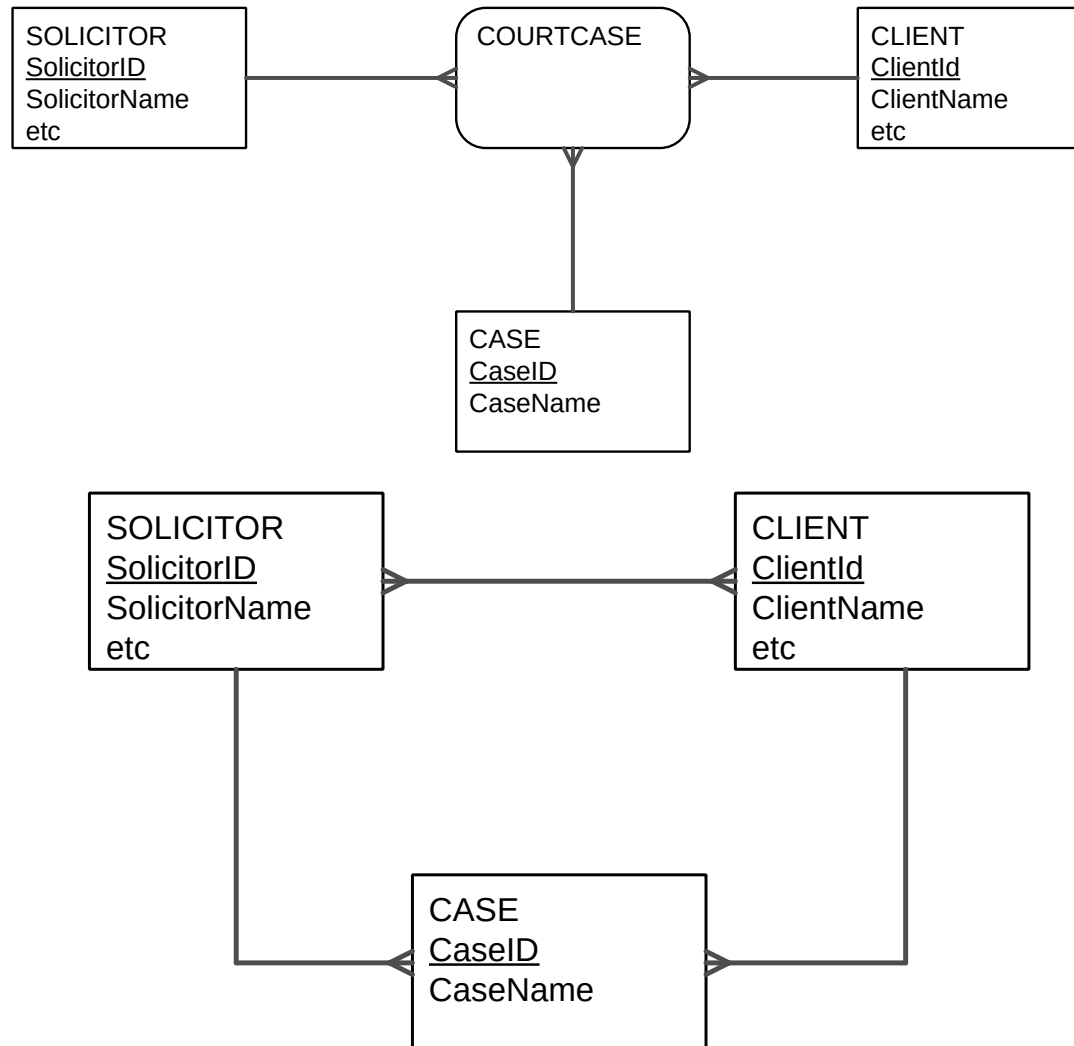 SOLICITOR
SolicitorID
SolicitorName
etc
COURTCASE
CLIENT
ClientId
ClientName
etc
CASE
CaseID
CaseName
SOLICITOR
SolicitorID
SolicitorName
etc
CLIENT
ClientId
ClientName
etc
CASE
CaseID
CaseName